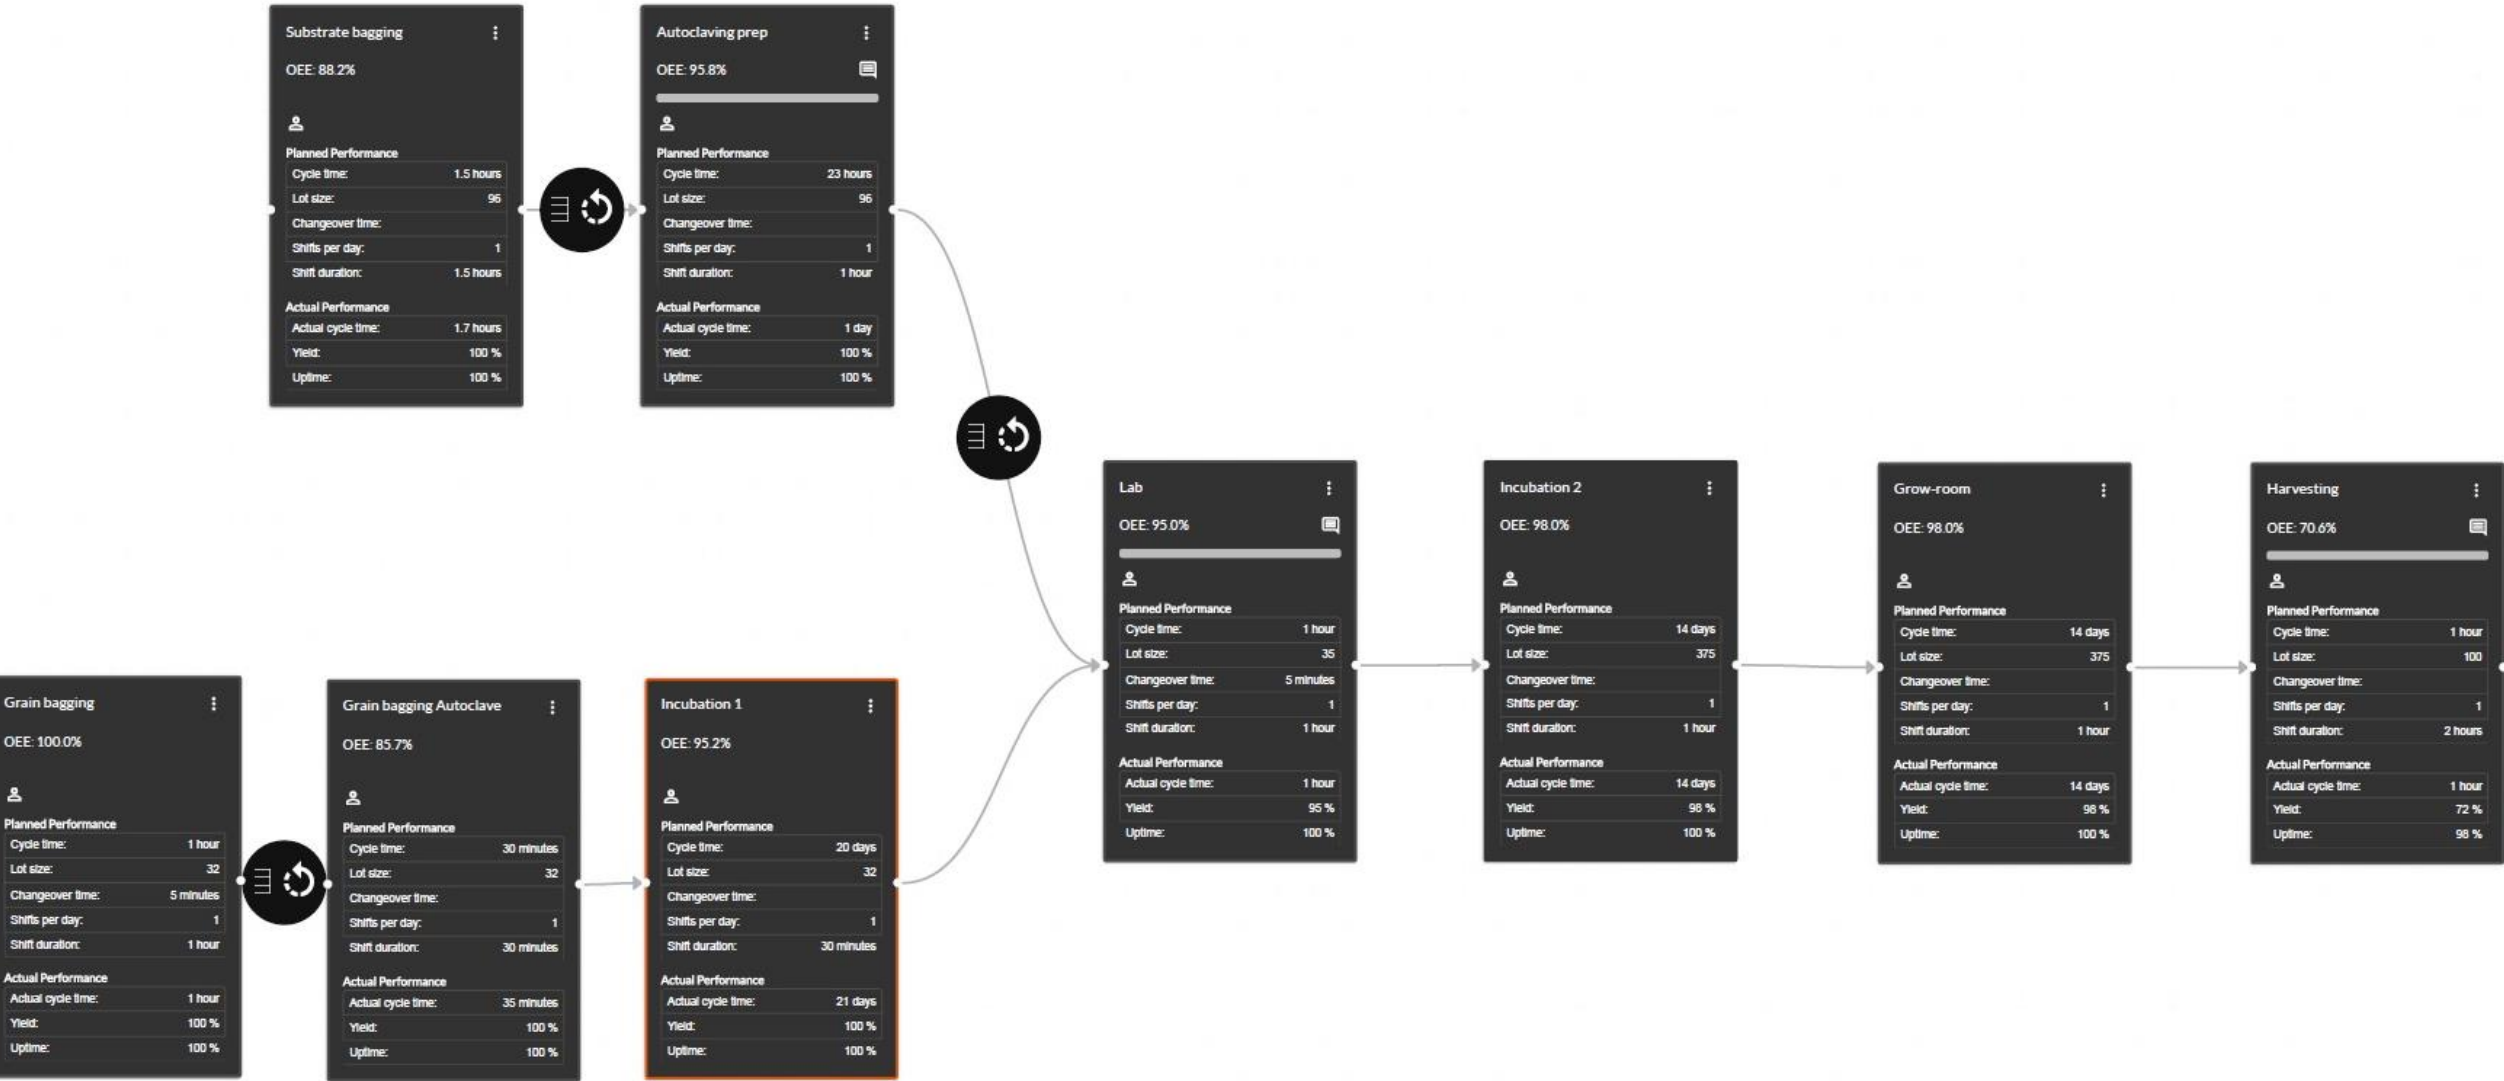 Substrate bagging
OEE: 88.2%
Planned Performance
Cycle time: 1.5 hours
Lot size: 96
Changeover time:
Shifts per day: 1
Shift duration: 1.5 hours
Actual Performance
Actual cycle time: 1.7 hours
Yield: 100 %
Uptime: 100 %
Autoclaving prep
OEE: 95.8%
Planned Performance
Cycle time: 23 hours
Lot size: 96
Changeover time:
Shifts per day: 1
Shift duration: 1 hour
Actual Performance
Actual cycle time: 1 day
Yield: 100 %
Uptime: 100 %
Grain bagging
OEE: 100.0%
Planned Performance
Cycle time: 1 hour
Lot size: 32
Changeover time: 5 minutes
Shifts per day: 1
Shift duration: 1 hour
Actual Performance
Actual cycle time: 1 hour
Yield: 100 %
Uptime: 100 %
Grain bagging Autoclave
OEE: 85.7%
Planned Performance
Cycle time: 30 minutes
Lot size: 32
Changeover time:
Shifts per day: 1
Shift duration: 30 minutes
Actual Performance
Actual cycle time: 35 minutes
Yield: 100 %
Uptime: 100 %
Incubation 1
OEE: 95.2%
Planned Performance
Cycle time: 20 days
Lot size: 32
Changeover time:
Shifts per day: 1
Shift duration: 30 minutes
Actual Performance
Actual cycle time: 21 days
Yield: 100 %
Uptime: 100 %
Lab
OEE: 95.0%
Planned Performance
Cycle time: 1 hour
Lot size: 35
Changeover time: 5 minutes
Shifts per day: 1
Shift duration: 1 hour
Actual Performance
Actual cycle time: 1 hour
Yield: 95 %
Uptime: 100 %
Incubation 2
OEE: 98.0%
Planned Performance
Cycle time: 14 days
Lot size: 375
Changeover time:
Shifts per day: 1
Shift duration: 1 hour
Actual Performance
Actual cycle time: 14 days
Yield: 98 %
Uptime: 100 %
Grow-room
OEE: 98.0%
Planned Performance
Cycle time: 14 days
Lot size: 375
Changeover time:
Shifts per day: 1
Shift duration: 1 hour
Actual Performance
Actual cycle time: 14 days
Yield: 98 %
Uptime: 100 %
Harvesting
OEE: 70.6%
Planned Performance
Cycle time: 1 hour
Lot size: 100
Changeover time:
Shifts per day: 1
Shift duration: 2 hours
Actual Performance
Actual cycle time: 1 hour
Yield: 72 %
Uptime: 98 %